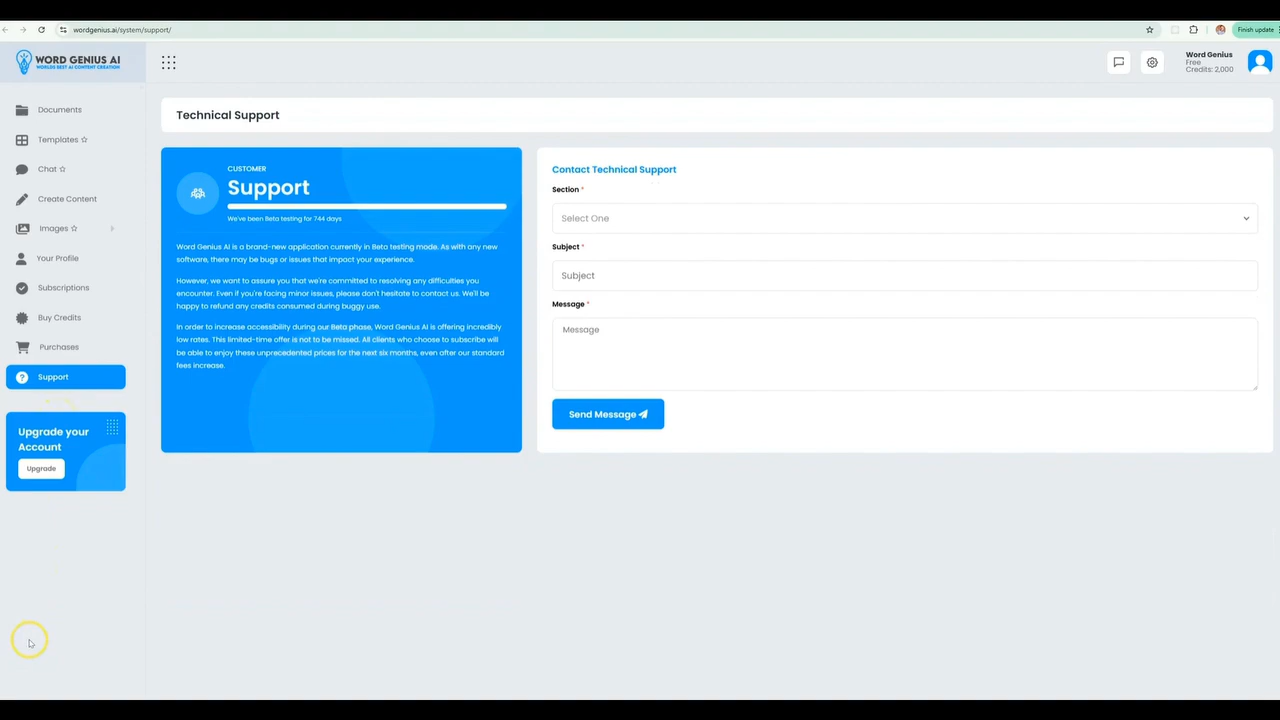 wordgenius.ai/system/support/
Finish update
WORD GENIUS AI
WORLDS BEST AI CONTENT CREATION
Word Genius
Free
Credits: 2,000
Documents
Templates ☆
Chat ☆
Create Content
Images ☆
Your Profile
Subscriptions
Buy Credits
Purchases
Support
Upgrade your
Account
Upgrade
Technical Support
CUSTOMER
Support
We've been Beta testing for 744 days
Word Genius AI is a brand-new application currently in Beta testing mode. As with any new
software, there may be bugs or issues that impact your experience.
However, we want to assure you that we're committed to resolving any difficulties you
encounter. Even if you're facing minor issues, please don't hesitate to contact us. We'll be
happy to refund any credits consumed during buggy use.
In order to increase accessibility during our Beta phase, Word Genius AI is offering incredibly
low rates. This limited-time offer is not to be missed. All clients who choose to subscribe will
be able to enjoy these unprecedented prices for the next six months, even after our standard
fees increase.
Contact Technical Support
Section *
Select One
Subject *
Subject
Message *
Message
Send Message